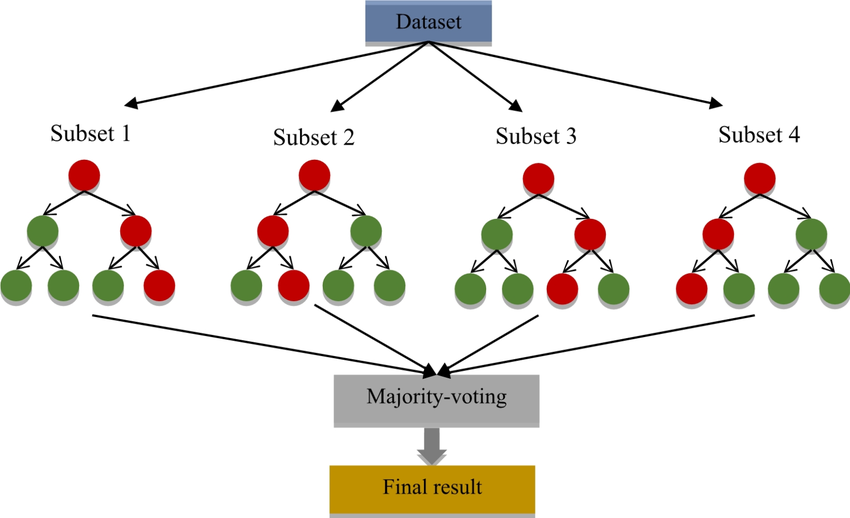 Dataset
Subset 1
Subset 2
Subset 3
Subset 4
Majority-voting
Final result